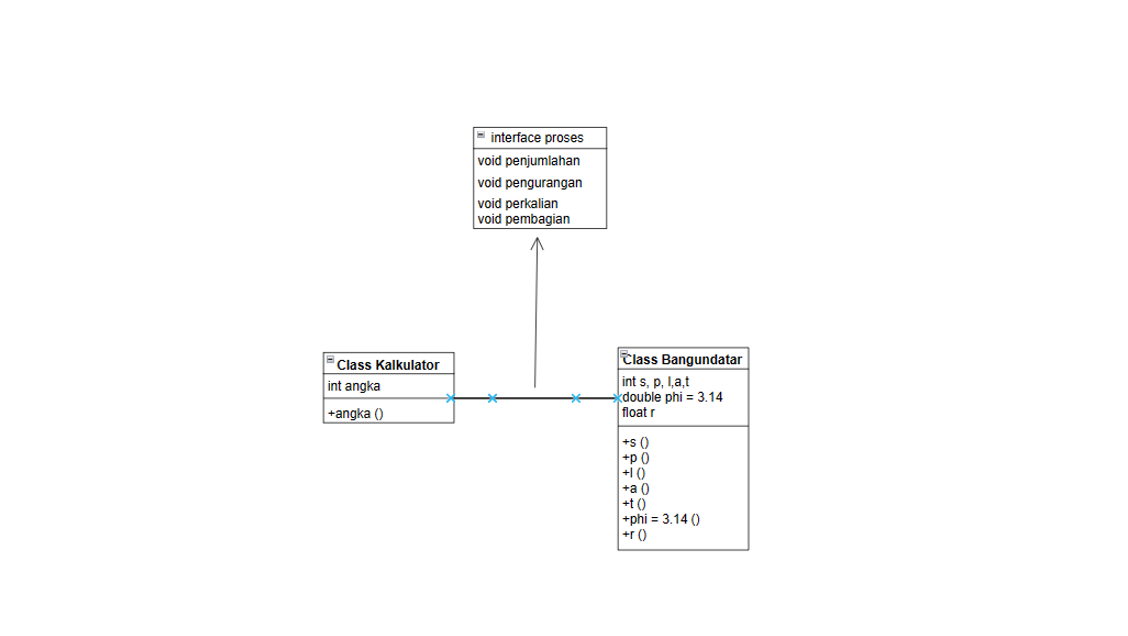 interface proses
void penjumlahan
void pengurangan
void perkalian
void pembagian
Class Kalkulator
int angka
+angka ()
Class Bangundatar
int s, p, l,a,t
double phi = 3.14
float r
+s ()
+p ()
+l ()
+a ()
+t ()
+phi = 3.14 ()
+r ()